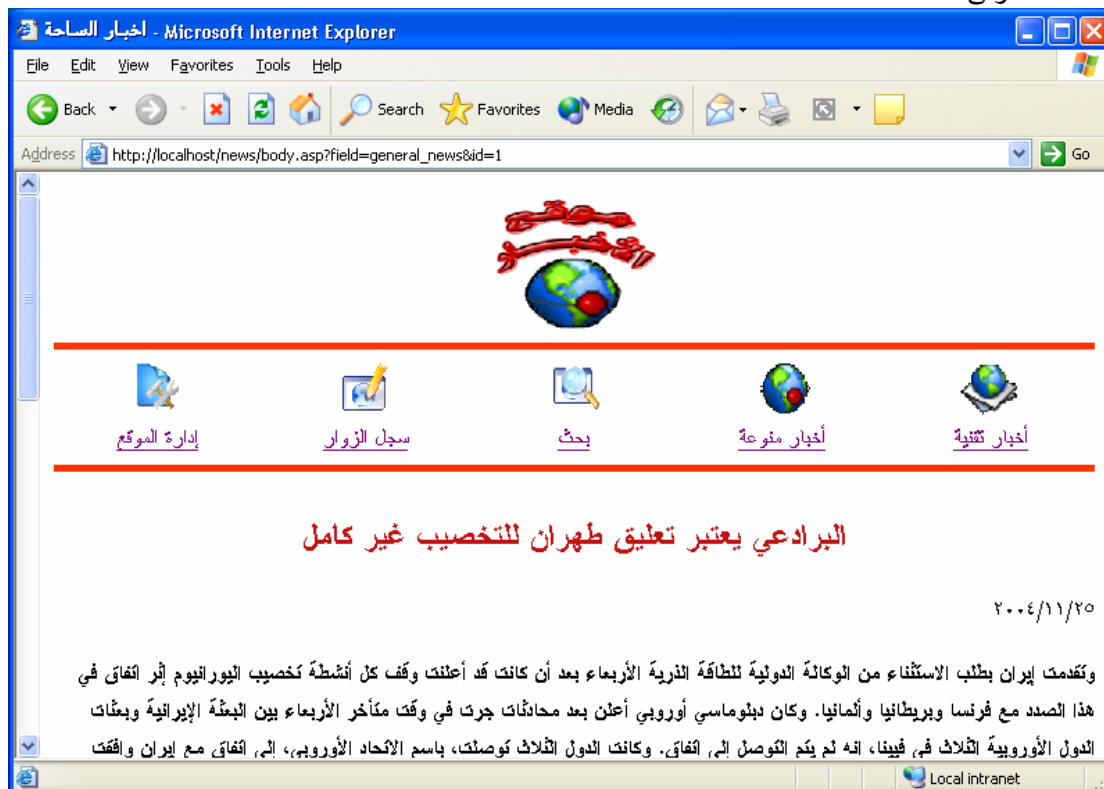 اخبار الساحة - Microsoft Internet Explorer
File Edit View Favorites Tools Help
Back Search Favorites Media
Address http://localhost/news/body.asp?field=general_news&id=1 Go
موقع
الأخبار
أخبار تقنية أخبار منوعة بحث سجل الزوار إدارة الموقع
البرادعي يعتبر تعليق طهران للتخصيب غير كامل
٢٠٠٤/١١/٢٥
وتقدمت إيران بطلب الاستثناء من الوكالة الدولية للطاقة الذرية الأربعاء بعد أن كانت قد أعلنت وقف كل أنشطة تخصيب اليورانيوم إثر اتفاق في
هذا الصدد مع فرنسا وبريطانيا وألمانيا. وكان دبلوماسي أوروبي أعلن بعد محادثات جرت في وقت متأخر الأربعاء بين البعثة الإيرانية وبعثات
الدول الأوروبية الثلاث في فيينا، انه لم يتم التوصل الى اتفاق. وكانت الدول الثلاث توصلت، باسم الاتحاد الأوروبي، إلى اتفاق مع إيران وافقت
Local intranet